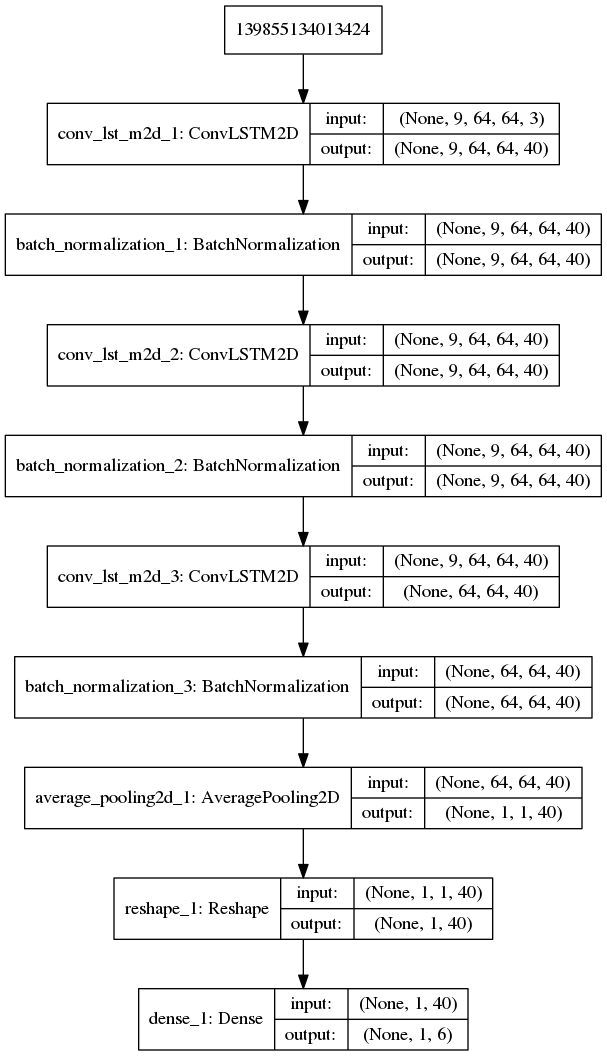 139855134013424
conv_lst_m2d_1: ConvLSTM2D
input: (None, 9, 64, 64, 3)
output: (None, 9, 64, 64, 40)
batch_normalization_1: BatchNormalization
input: (None, 9, 64, 64, 40)
output: (None, 9, 64, 64, 40)
conv_lst_m2d_2: ConvLSTM2D
input: (None, 9, 64, 64, 40)
output: (None, 9, 64, 64, 40)
batch_normalization_2: BatchNormalization
input: (None, 9, 64, 64, 40)
output: (None, 9, 64, 64, 40)
conv_lst_m2d_3: ConvLSTM2D
input: (None, 9, 64, 64, 40)
output: (None, 64, 64, 40)
batch_normalization_3: BatchNormalization
input: (None, 64, 64, 40)
output: (None, 64, 64, 40)
average_pooling2d_1: AveragePooling2D
input: (None, 64, 64, 40)
output: (None, 1, 1, 40)
reshape_1: Reshape
input: (None, 1, 1, 40)
output: (None, 1, 40)
dense_1: Dense
input: (None, 1, 40)
output: (None, 1, 6)